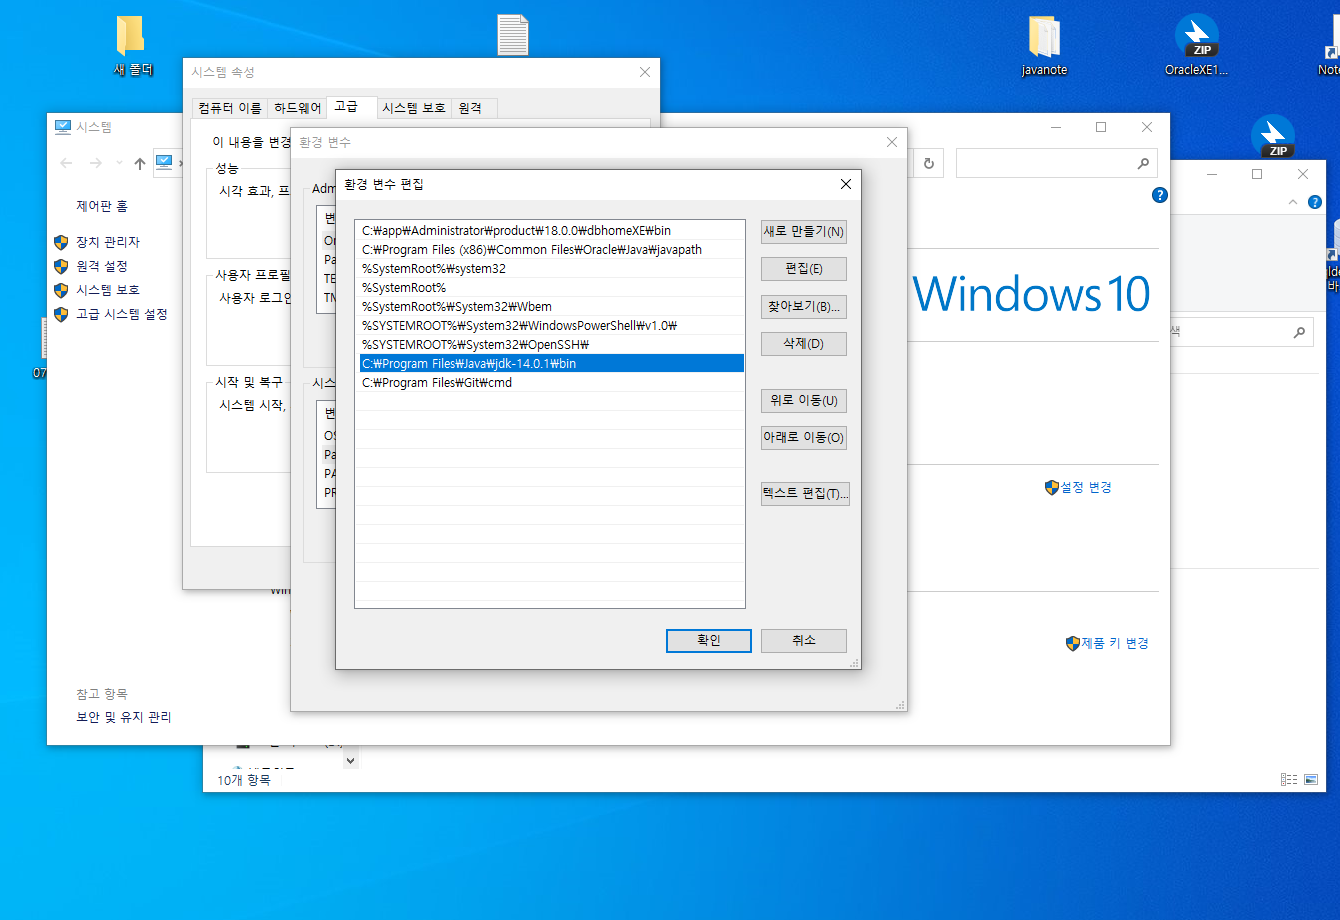 새 폴더
javanote
ZIP
OracleXE1...
ZIP
시스템 속성
컴퓨터 이름
하드웨어
고급
시스템 보호
원격
이 내용을 변경
성능
시각 효과,
사용자 프로필
사용자 로그인
시작 및 복구
시스템 시작,
시스템
제어판 홈
장치 관리자
원격 설정
시스템 보호
고급 시스템 설정
참고 항목
보안 및 유지 관리
환경 변수
환경 변수 편집
C:₩app₩Administrator₩product₩18.0.0₩dbhomeXE₩bin
C:₩Program Files (x86)₩Common Files₩Oracle₩Java₩javapath
%SystemRoot%₩system32
%SystemRoot%
%SystemRoot%₩System32₩Wbem
%SYSTEMROOT%₩System32₩WindowsPowerShell₩v1.0₩
%SYSTEMROOT%₩System32₩OpenSSH₩
C:₩Program Files₩Java₩jdk-14.0.1₩bin
C:₩Program Files₩Git₩cmd
새로 만들기(N)
편집(E)
찾아보기(B)...
삭제(D)
위로 이동(U)
아래로 이동(O)
텍스트 편집(T)...
확인
취소
Windows 10
설정 변경
제품 키 변경
10개 항목